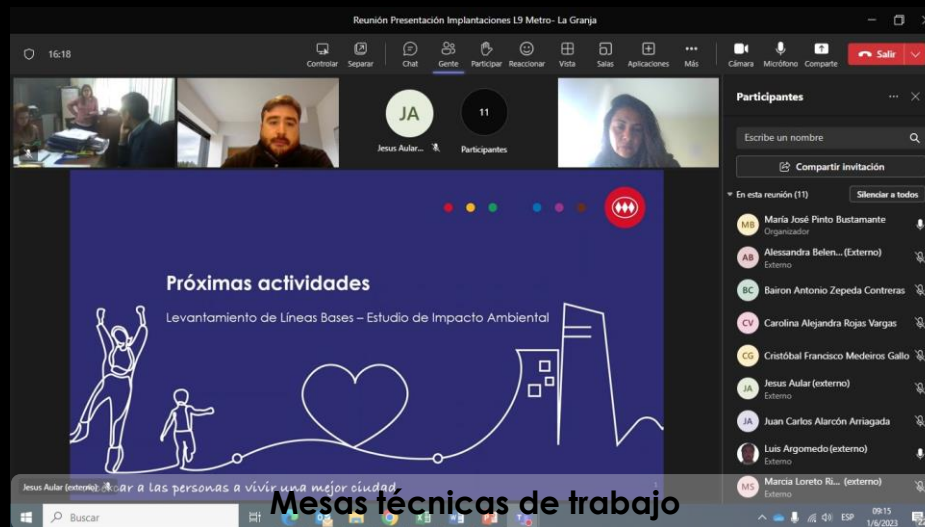 Reunión Presentación Implantaciones L9 Metro- La Granja
16:18
Controlar
Separar
Chat
Gente
Participar
Reaccionar
Vista
Salas
Aplicaciones
Más
Cámara
Micrófono
Comparte
Salir
JA
Jesus Aular...
11
Participantes
Próximas actividades
Levantamiento de Líneas Bases – Estudio de Impacto Ambiental
Jesus Aular (externo)
car a las personas a vivir una mejor ciudad
Mesas técnicas de trabajo
Participantes
Escribe un nombre
Compartir invitación
En esta reunión (11)
Silenciar a todos
MB
María José Pinto Bustamante
Organizador
AB
Alessandra Belen... (Externo)
Externo
BC
Bairon Antonio Zepeda Contreras
CV
Carolina Alejandra Rojas Vargas
CG
Cristóbal Francisco Medeiros Gallo
JA
Jesus Aular (externo)
Externo
JA
Juan Carlos Alarcón Arriagada
Luis Argomedo (externo)
Externo
MS
Marcia Loreto Ri... (externo)
Externo
Buscar
ESP
09:15
1/6/2023